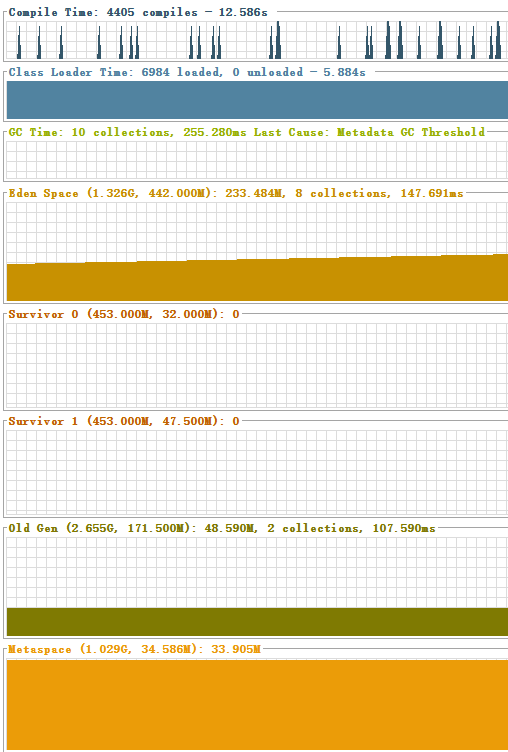 Compile Time: 4405 compiles - 12.586s
Class Loader Time: 6984 loaded, 0 unloaded - 5.884s
GC Time: 10 collections, 255.280ms Last Cause: Metadata GC Threshold
Eden Space (1.326G, 442.000M): 233.484M, 8 collections, 147.691ms
Survivor 0 (453.000M, 32.000M): 0
Survivor 1 (453.000M, 47.500M): 0
Old Gen (2.655G, 171.500M): 48.590M, 2 collections, 107.590ms
Metaspace (1.029G, 34.586M): 33.905M